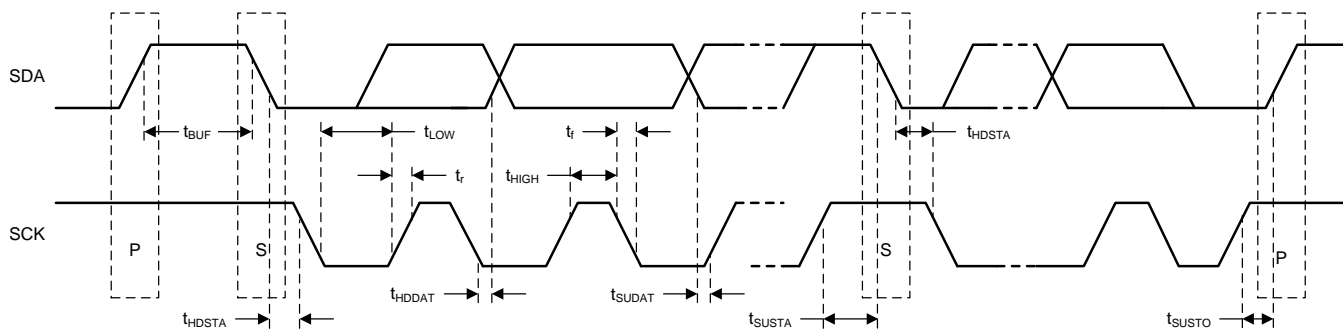 SDA
tBUF
tLOW
tf
tHDSTA
tr
tHIGH
SCK
P
S
S
P
tHDDAT
tSUDAT
tHDSTA
tSUSTA
tSUSTO